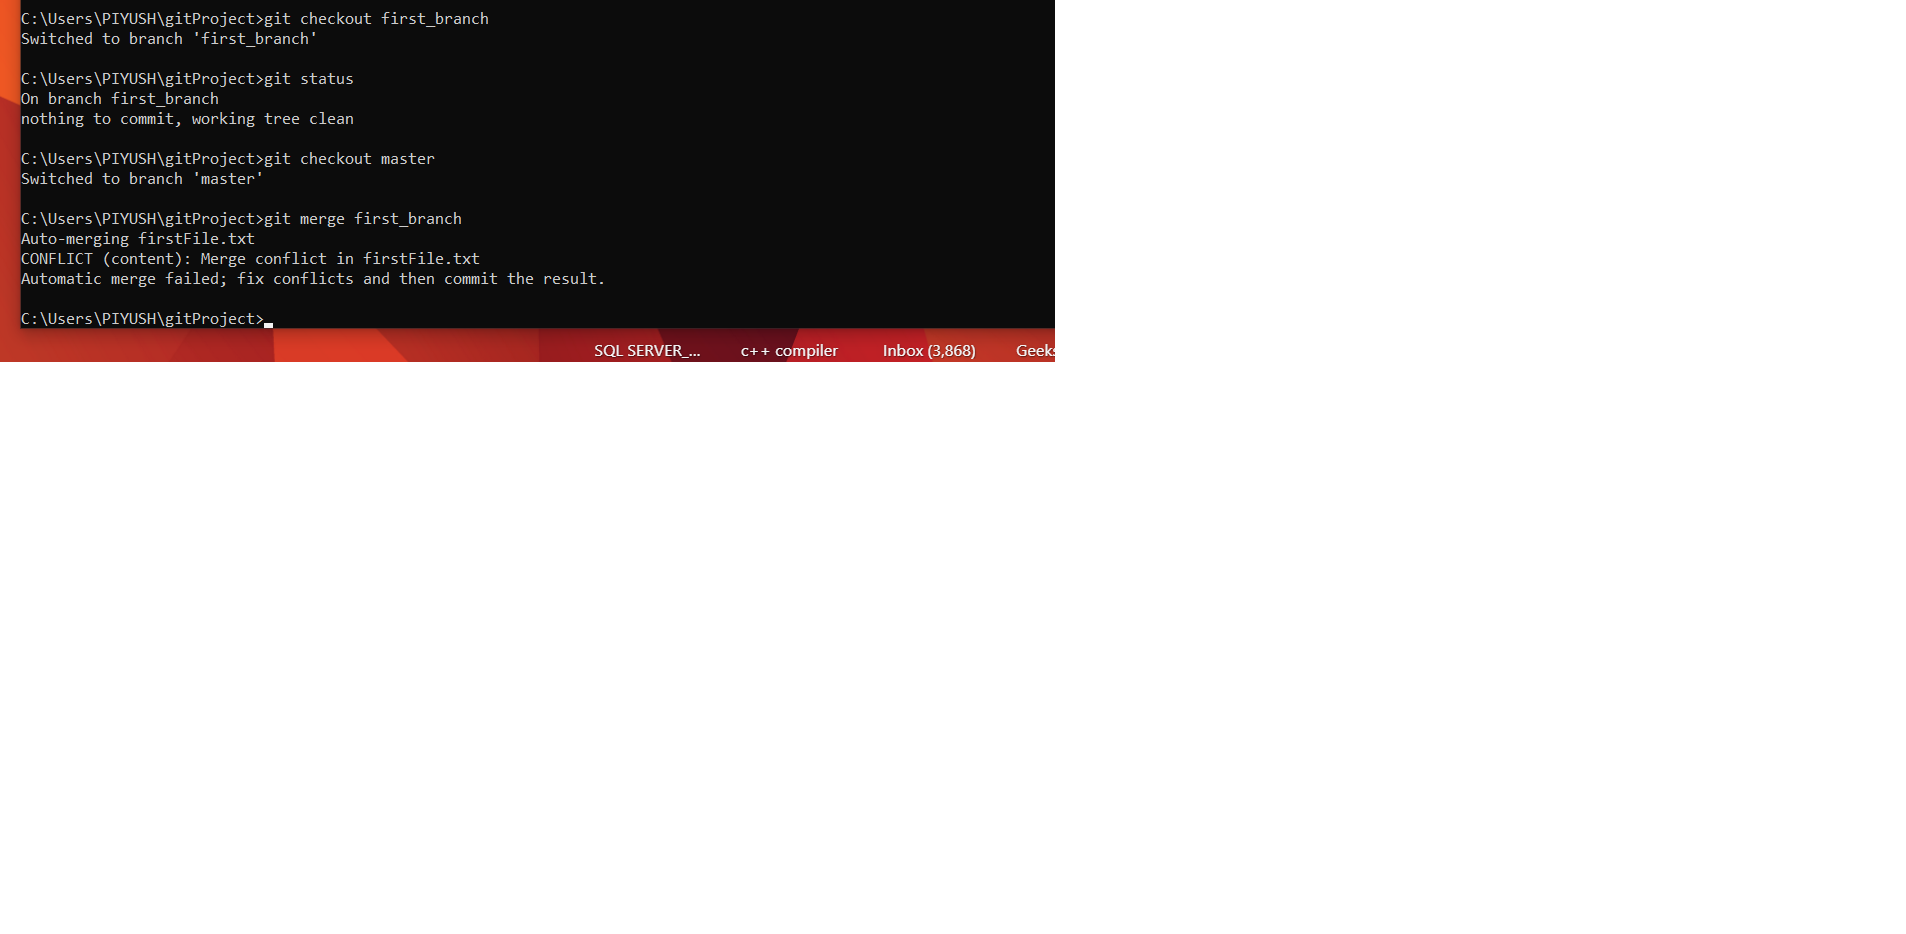 C:\Users\PIYUSH\gitProject>git checkout first_branch
Switched to branch 'first_branch'
C:\Users\PIYUSH\gitProject>git status
On branch first_branch
nothing to commit, working tree clean
C:\Users\PIYUSH\gitProject>git checkout master
Switched to branch 'master'
C:\Users\PIYUSH\gitProject>git merge first_branch
Auto-merging firstFile.txt
CONFLICT (content): Merge conflict in firstFile.txt
Automatic merge failed; fix conflicts and then commit the result.
C:\Users\PIYUSH\gitProject>
SQL SERVER_... c++ compiler Inbox (3,868) Geeks